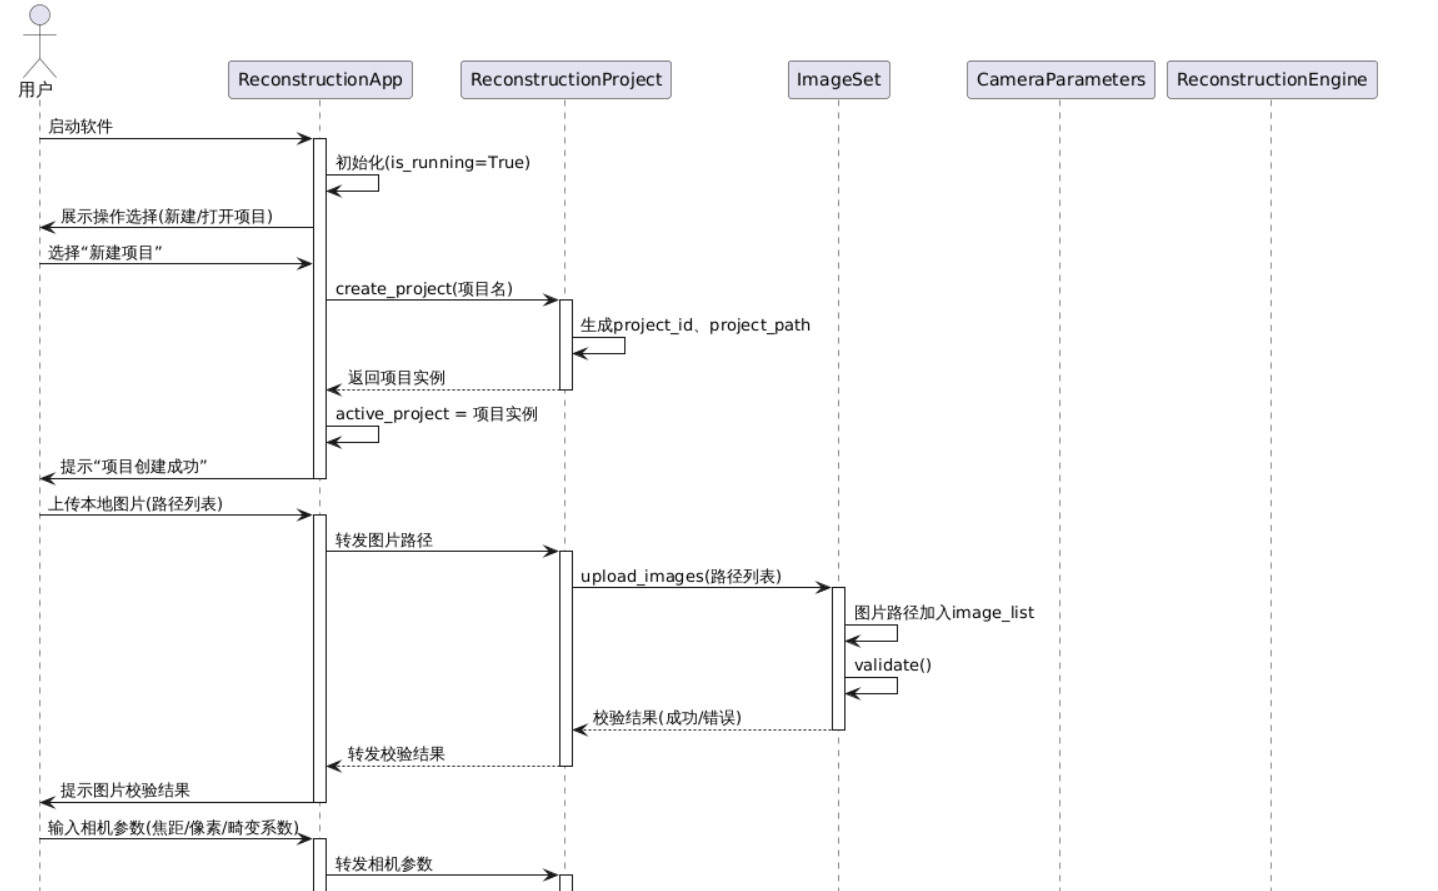 用户
ReconstructionApp
ReconstructionProject
ImageSet
CameraParameters
ReconstructionEngine
启动软件
初始化(is_running=True)
展示操作选择(新建/打开项目)
选择“新建项目”
create_project(项目名)
生成project_id、project_path
返回项目实例
active_project = 项目实例
提示“项目创建成功”
上传本地图片(路径列表)
转发图片路径
upload_images(路径列表)
图片路径加入image_list
validate()
校验结果(成功/错误)
转发校验结果
提示图片校验结果
输入相机参数(焦距/像素/畸变系数)
转发相机参数